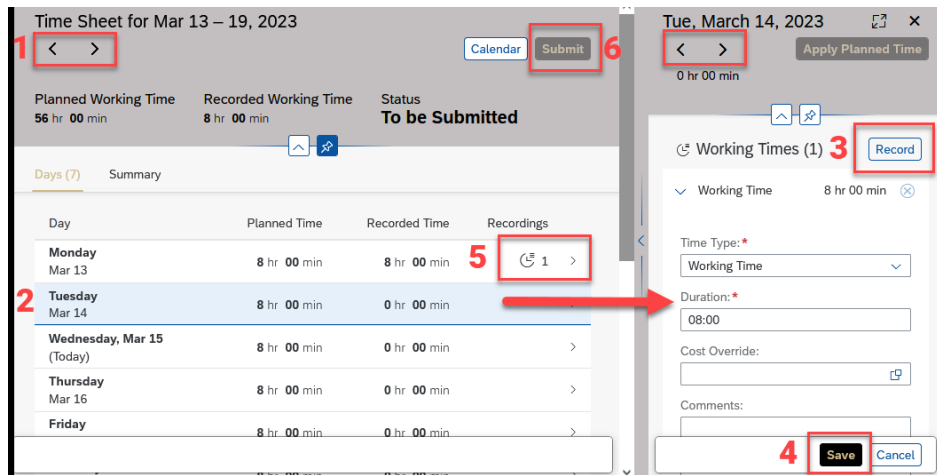 Time Sheet for Mar 13 – 19, 2023
1
Calendar
Submit
6
Planned Working Time
Recorded Working Time
Status
56 hr 00 min
8 hr 00 min
To be Submitted
Days (7)
Summary
Day
Planned Time
Recorded Time
Recordings
Monday
Mar 13
8 hr 00 min
8 hr 00 min
5
1
2
Tuesday
Mar 14
8 hr 00 min
0 hr 00 min
Wednesday, Mar 15
(Today)
8 hr 00 min
0 hr 00 min
Thursday
Mar 16
8 hr 00 min
0 hr 00 min
Friday
8 hr 00 min
0 hr 00 min
Tue, March 14, 2023
Apply Planned Time
0 hr 00 min
Working Times (1)
3
Record
Working Time
8 hr 00 min
Time Type:*
Working Time
Duration:*
08:00
Cost Override:
Comments:
4
Save
Cancel